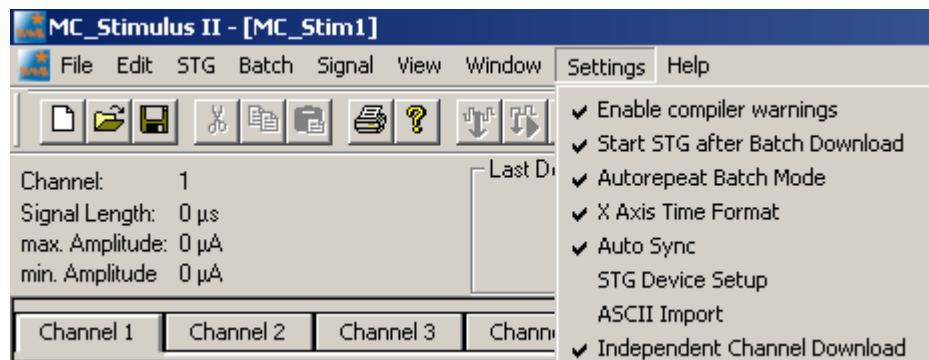 MC_Stimulus II - [MC_Stim1]
File Edit STG Batch Signal View Window Settings Help
Enable compiler warnings
Start STG after Batch Download
Autorepeat Batch Mode
X Axis Time Format
Auto Sync
STG Device Setup
ASCII Import
Independent Channel Download
Last D
Channel: 1
Signal Length: 0 µs
max. Amplitude: 0 µA
min. Amplitude 0 µA
Channel 1 Channel 2 Channel 3 Chann